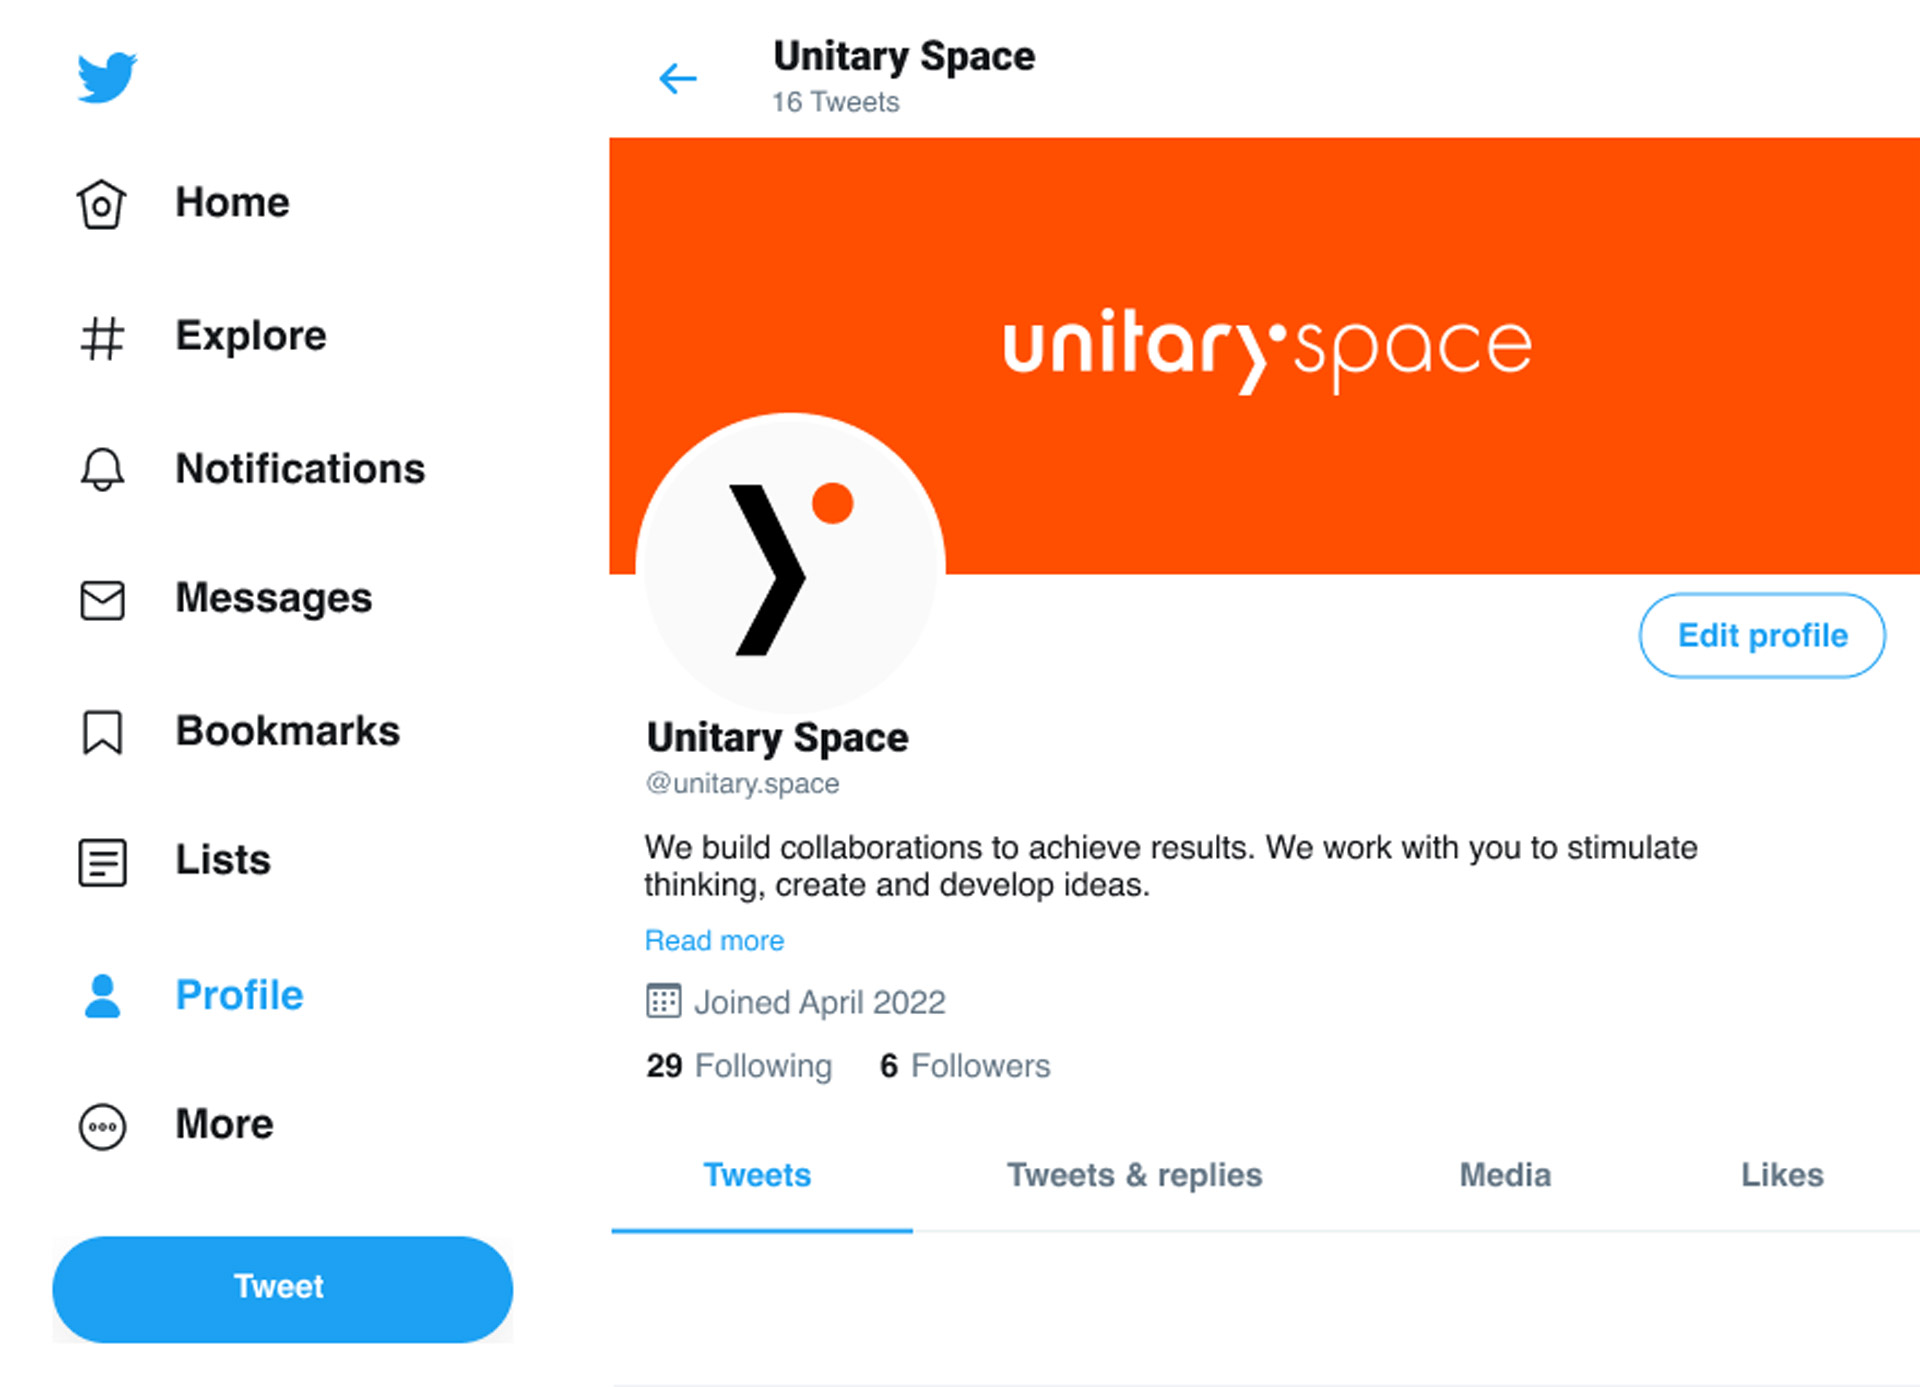 Home
Explore
Notifications
Messages
Bookmarks
Lists
Profile
More
Tweet
Unitary Space
16 Tweets
unitary space
Edit profile
Unitary Space
@unitary.space
We build collaborations to achieve results. We work with you to stimulate
thinking, create and develop ideas.
Read more
Joined April 2022
29 Following 6 Followers
Tweets Tweets & replies Media Likes